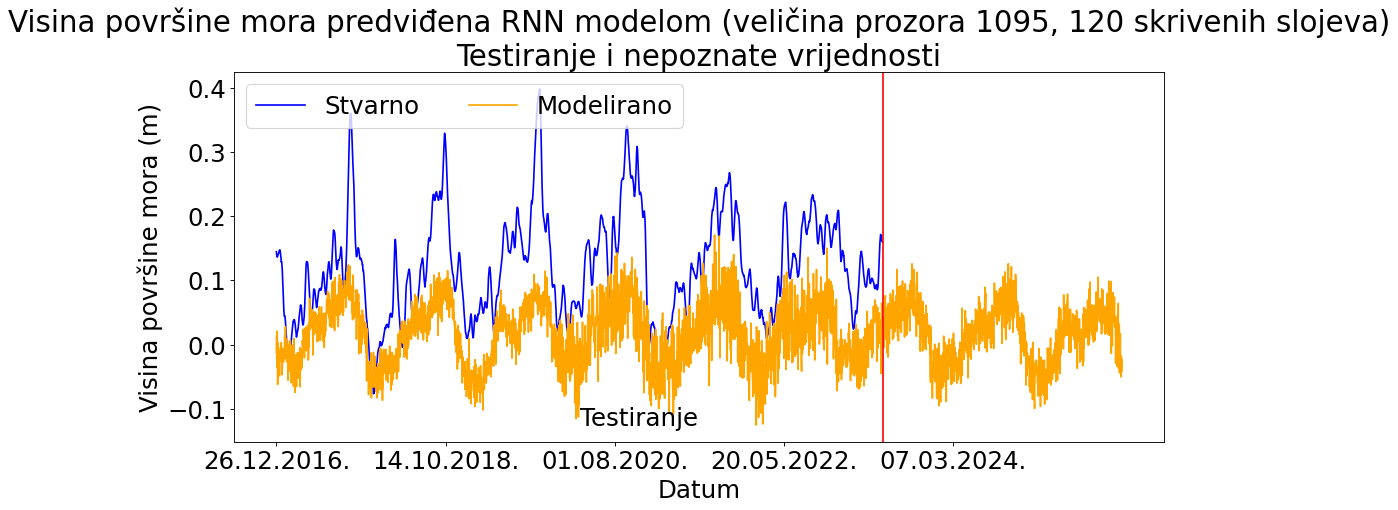 Visina površine mora predviđena RNN modelom (veličina prozora 1095, 120 skrivenih slojeva)
Testiranje i nepoznate vrijednosti
Stvarno
Modelirano
Visina površine mora (m)
0.4
0.3
0.2
0.1
0.0
−0.1
Testiranje
26.12.2016.
14.10.2018.
01.08.2020.
20.05.2022.
07.03.2024.
Datum